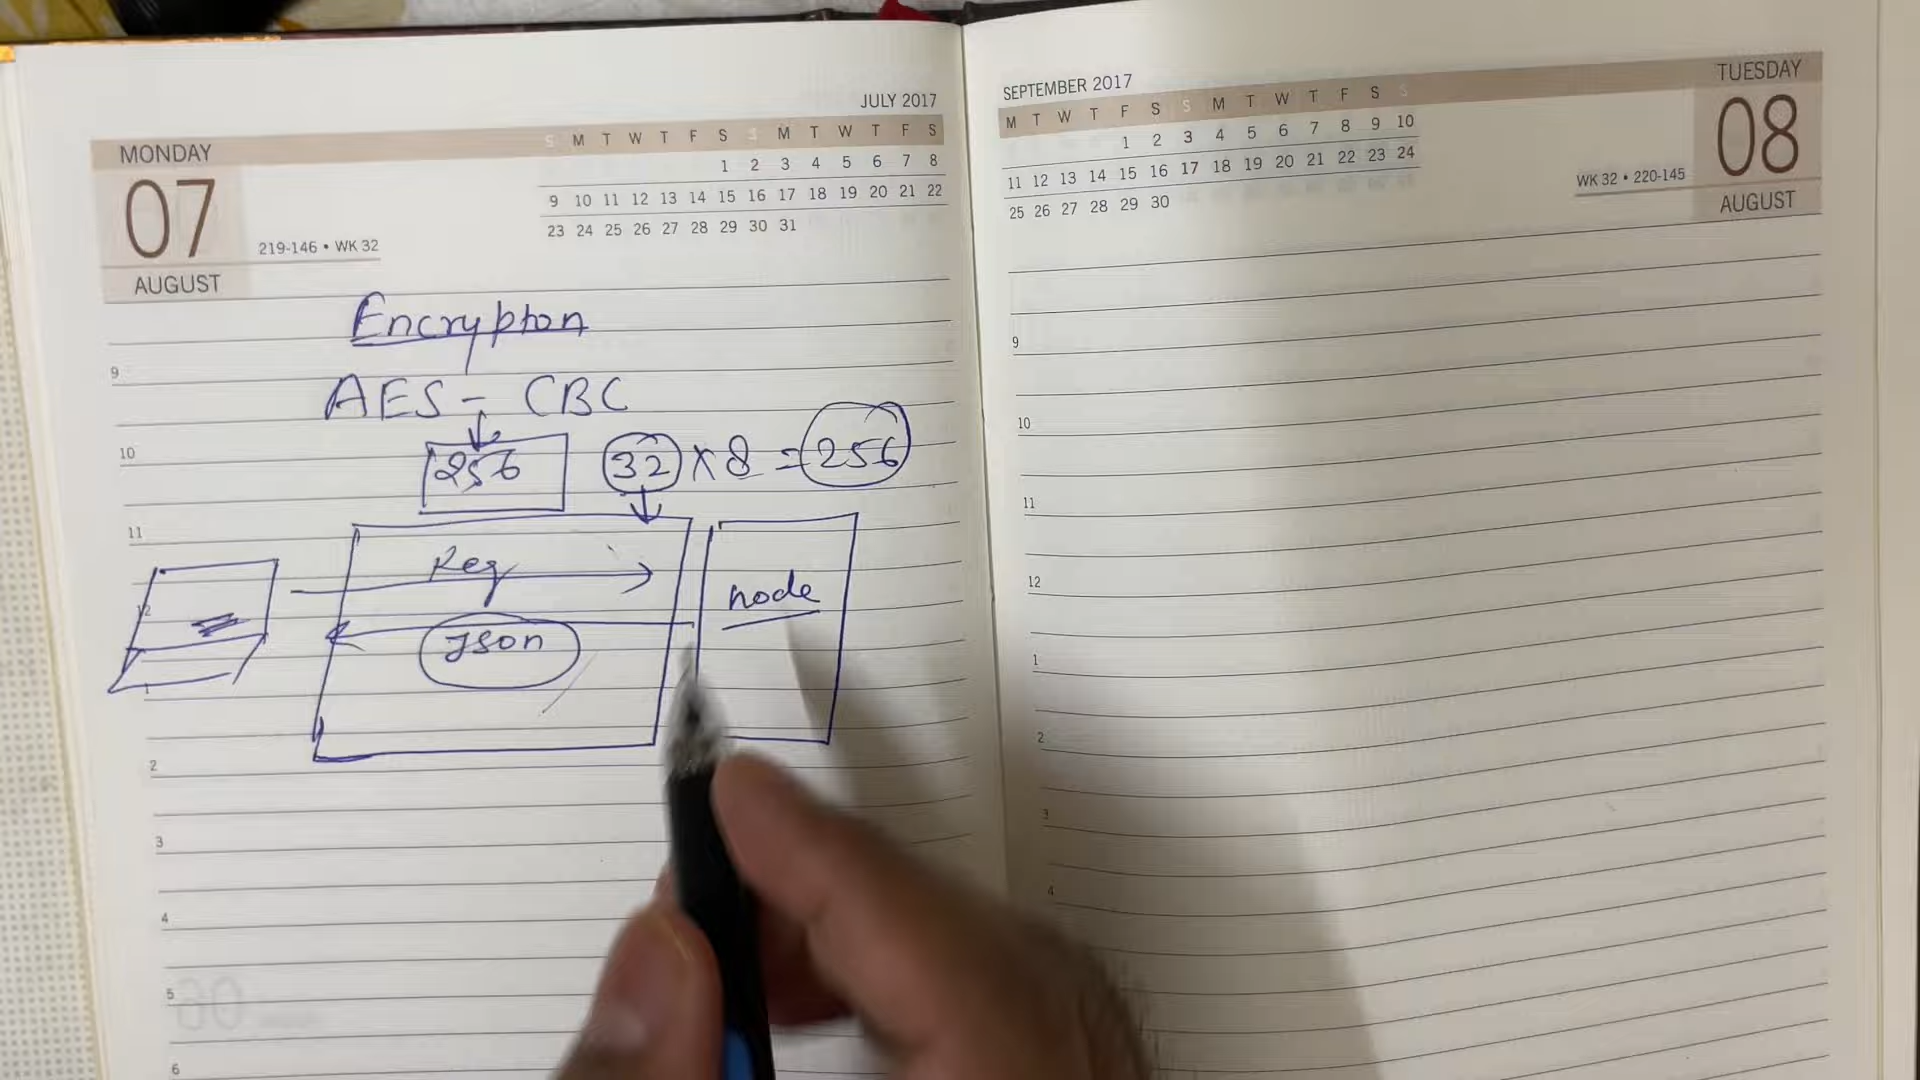 MONDAY
07
AUGUST
219-146 • WK 32
JULY 2017
S M T W T F S S M T W T F S
1 2 3 4 5 6 7 8
9 10 11 12 13 14 15 16 17 18 19 20 21 22
23 24 25 26 27 28 29 30 31
Encrypton
AES - CBC
256 32 x 8 = 256
Req
Json
node
9
10
11
12
1
2
3
4
5
6
SEPTEMBER 2017
M T W T F S S M T W T F S S
1 2 3 4 5 6 7 8 9 10
11 12 13 14 15 16 17 18 19 20 21 22 23 24
25 26 27 28 29 30
WK 32 • 220-145
TUESDAY
08
AUGUST
9
10
11
12
1
2
3
4